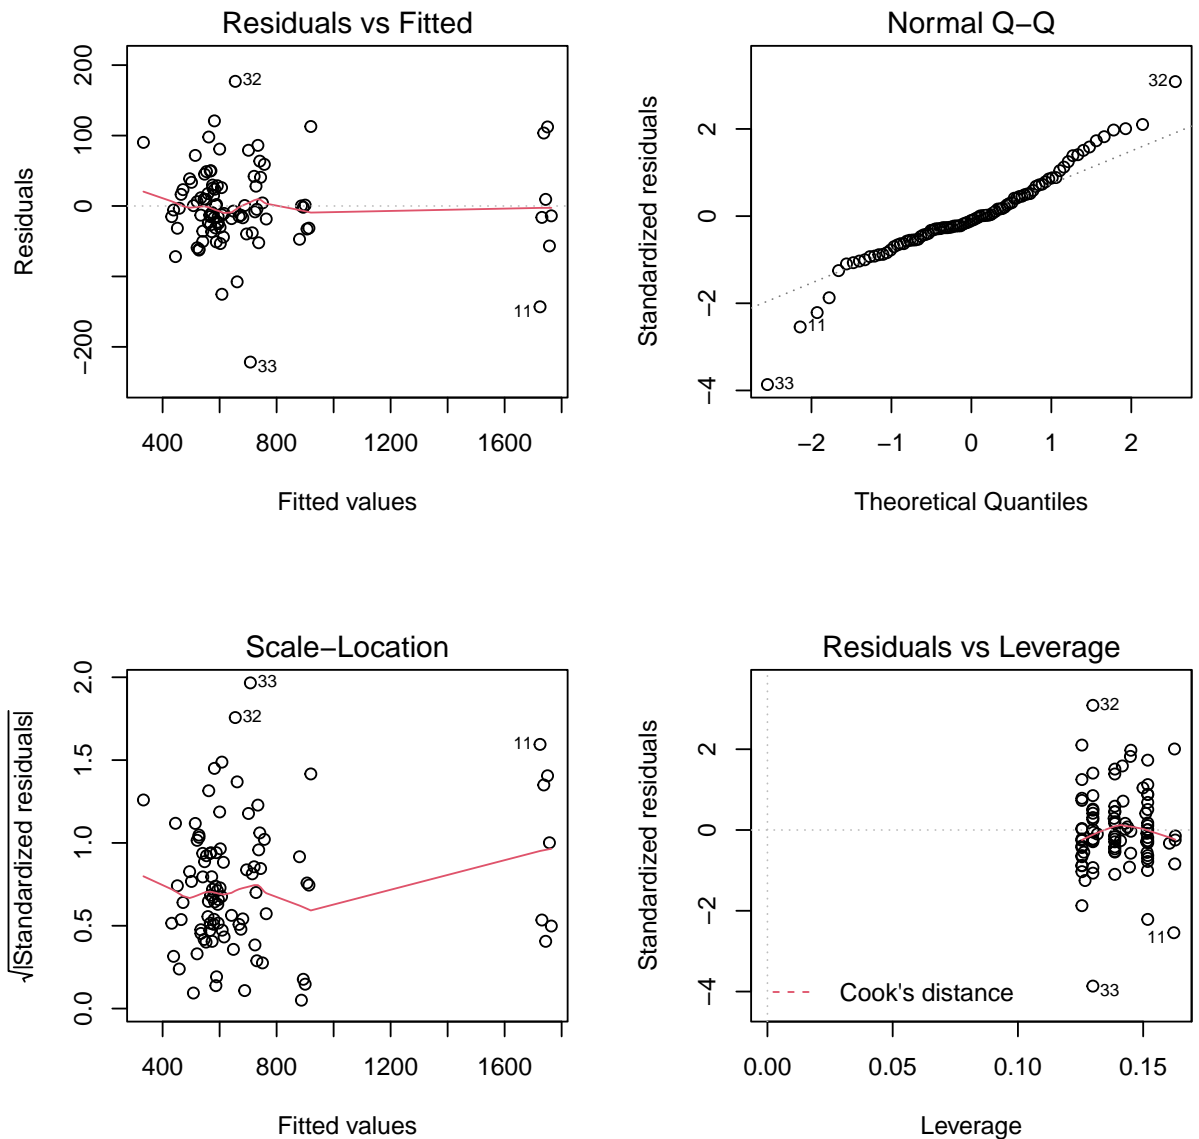 Residuals vs Fitted
Residuals
200
100
0
−200
32
11
33
400 800 1200 1600
Fitted values
Normal Q−Q
Standardized residuals
2
0
−2
−4
32
11
33
−2 −1 0 1 2
Theoretical Quantiles
Scale−Location
√|Standardized residuals|
2.0
1.5
1.0
0.5
0.0
33
32
11
400 800 1200 1600
Fitted values
Residuals vs Leverage
Standardized residuals
2
0
−2
−4
32
11
33
Cook's distance
0.00 0.05 0.10 0.15
Leverage